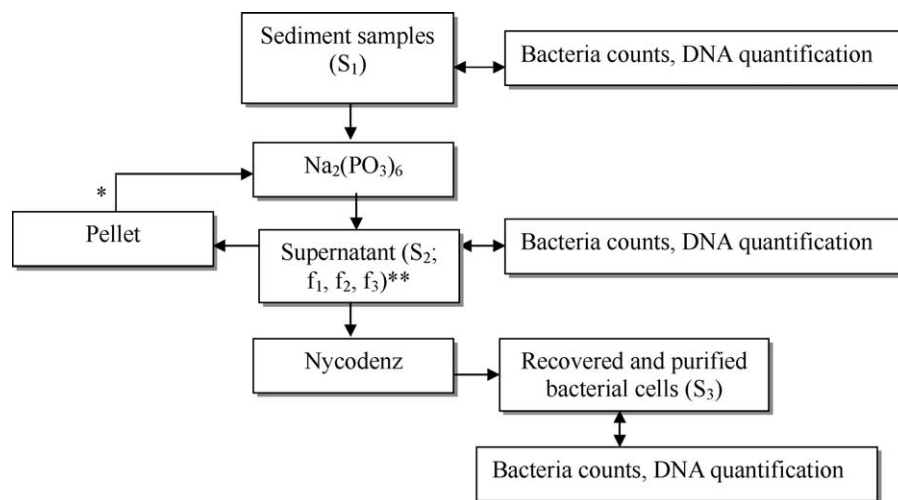 Sediment samples
(S₁)
Bacteria counts, DNA quantification
Na₂(PO₃)₆
*
Pellet
Supernatant (S₂;
f₁, f₂, f₃)**
Bacteria counts, DNA quantification
Nycodenz
Recovered and purified
bacterial cells (S₃)
Bacteria counts, DNA quantification